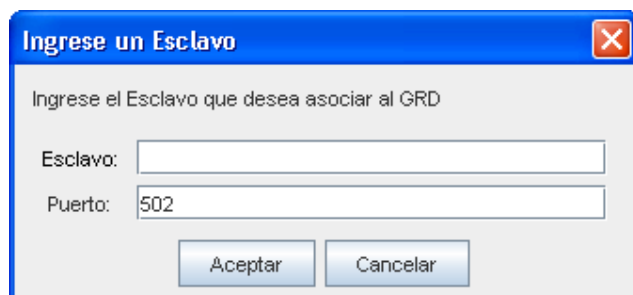 Ingrese un Esclavo
Ingrese el Esclavo que desea asociar al GRD
Esclavo:
Puerto: 502
Aceptar Cancelar